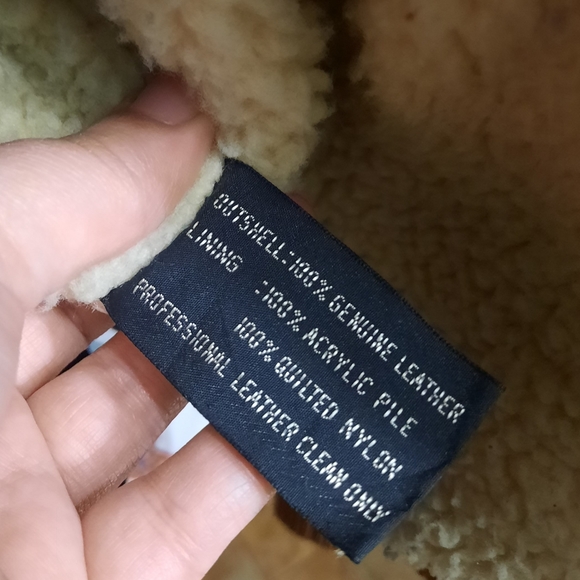 OUTSHELL:100% GENUINE LEATHER
LINING :100% ACRYLIC PILE
100% QUILTED NYLON
PROFESSIONAL LEATHER CLEAN ONLY